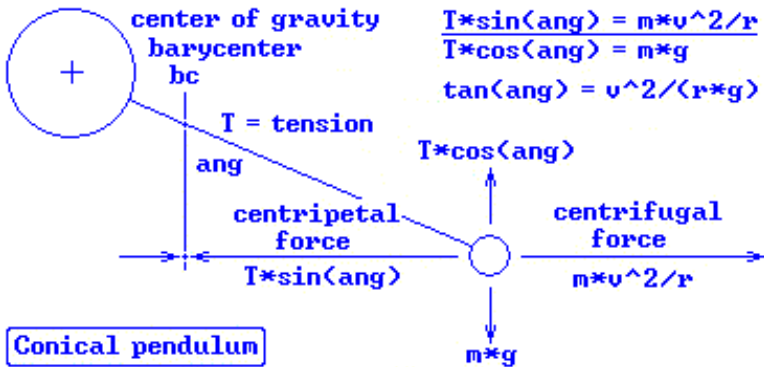 center of gravity
barycenter
bc
T*sin(ang) = m*v^2/r
T*cos(ang) = m*g
tan(ang) = v^2/(r*g)
T = tension
ang
T*cos(ang)
centripetal
force
centrifugal
force
T*sin(ang)
m*v^2/r
Conical pendulum
m*g